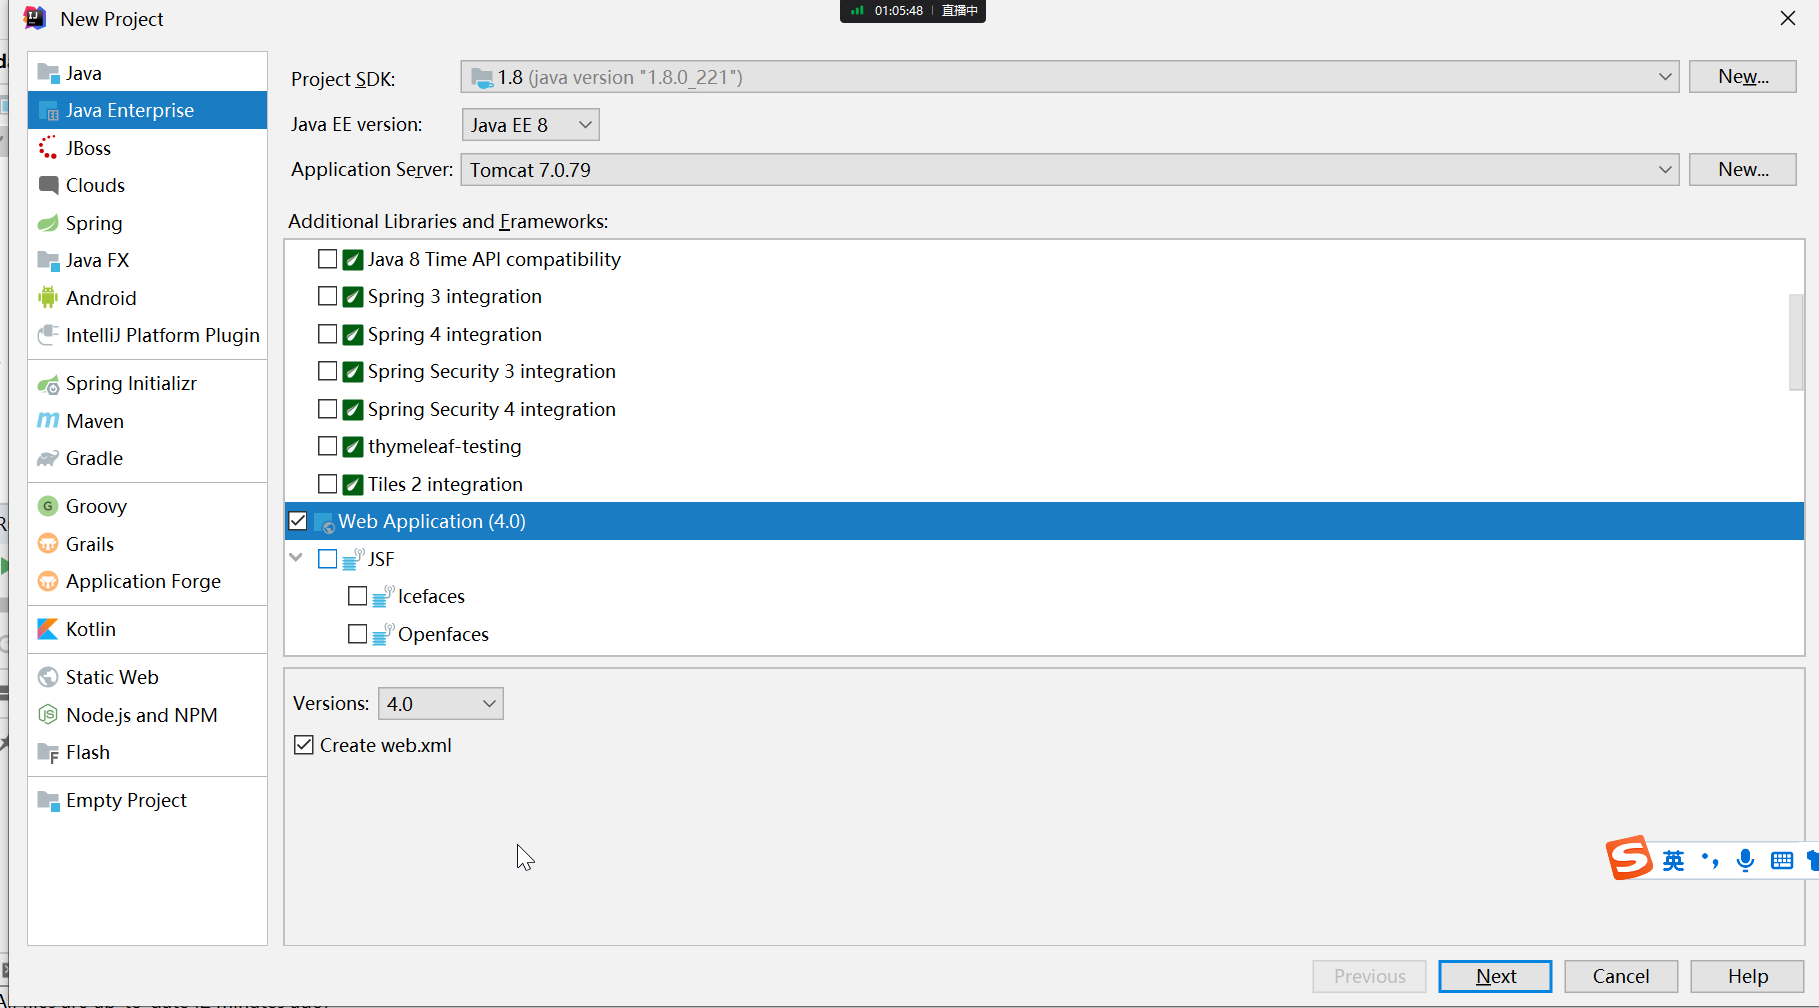 New Project
01:05:48 直播中
Java
Java Enterprise
JBoss
Clouds
Spring
Java FX
Android
IntelliJ Platform Plugin
Spring Initializr
Maven
Gradle
Groovy
Grails
Application Forge
Kotlin
Static Web
Node.js and NPM
Flash
Empty Project
Project SDK: 1.8 (java version "1.8.0_221") New...
Java EE version: Java EE 8
Application Server: Tomcat 7.0.79 New...
Additional Libraries and Frameworks:
Java 8 Time API compatibility
Spring 3 integration
Spring 4 integration
Spring Security 3 integration
Spring Security 4 integration
thymeleaf-testing
Tiles 2 integration
Web Application (4.0)
JSF
Icefaces
Openfaces
Versions: 4.0
Create web.xml
英
Previous Next Cancel Help